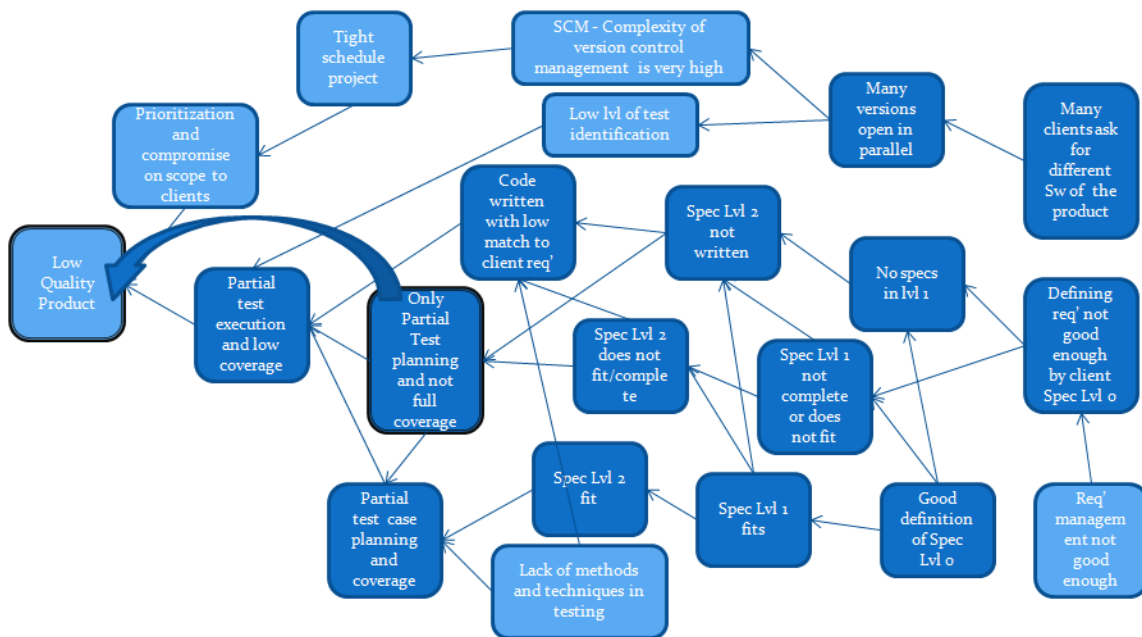 Tight
schedule
project
SCM - Complexity of
version control
management is very high
Prioritization and
compromise
on scope to
clients
Low lvl of test
identification
Many
versions
open in
parallel
Many
clients ask
for
different
Sw of the
product
Code
written
with low
match to
client req'
Spec Lvl 2
not
written
No specs
in lvl 1
Low
Quality
Product
Partial
test
execution
and low
coverage
Only
Partial
Test
planning
and not
full
coverage
Spec Lvl 2
does not
fit/comple
te
Spec Lvl 1
not
complete
or does
not fit
Defining
req' not
good
enough
by client
Spec Lvl 0
Partial
test case
planning
and
coverage
Spec Lvl 2
fit
Spec Lvl 1
fits
Good
definition
of Spec
Lvl 0
Req'
managem
ent not
good
enough
Lack of methods
and techniques in
testing